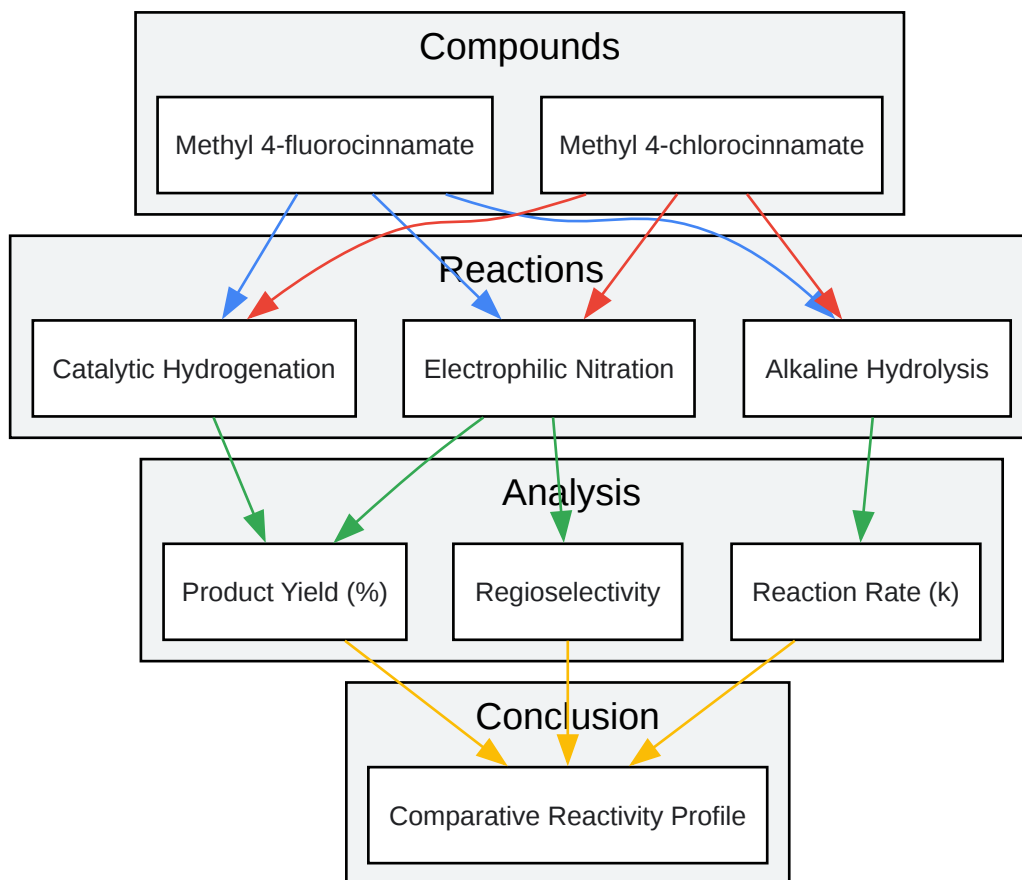 Compounds
Methyl 4-fluorocinnamate
Methyl 4-chlorocinnamate
Reactions
Catalytic Hydrogenation
Electrophilic Nitration
Alkaline Hydrolysis
Analysis
Product Yield (%)
Regioselectivity
Reaction Rate (k)
Conclusion
Comparative Reactivity Profile